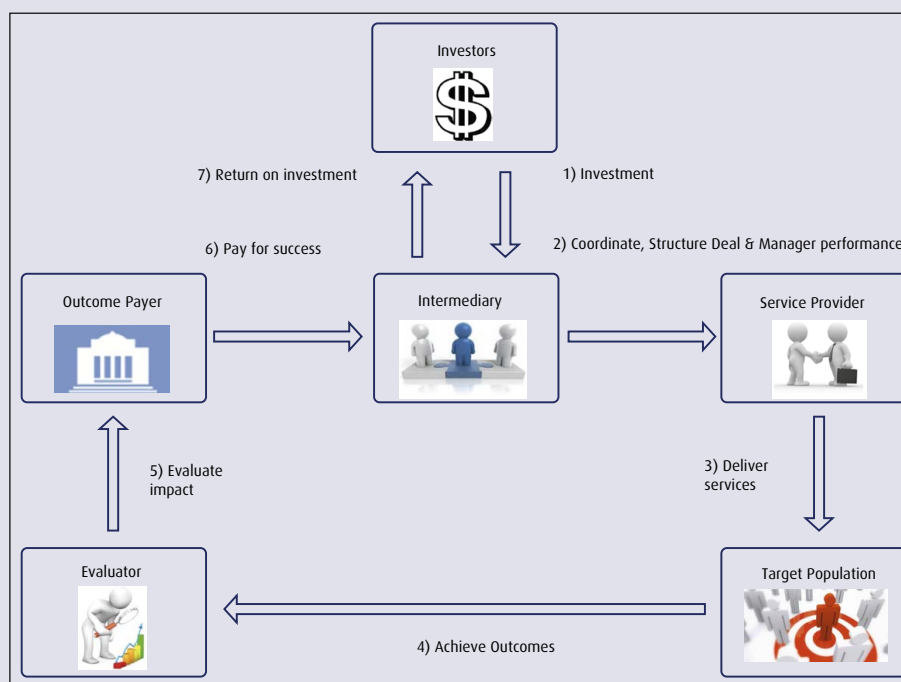 Investors
7) Return on investment
1) Investment
6) Pay for success
2) Coordinate, Structure Deal & Manager performance
Outcome Payer
Intermediary
Service Provider
5) Evaluate
impact
3) Deliver
services
Evaluator
Target Population
4) Achieve Outcomes